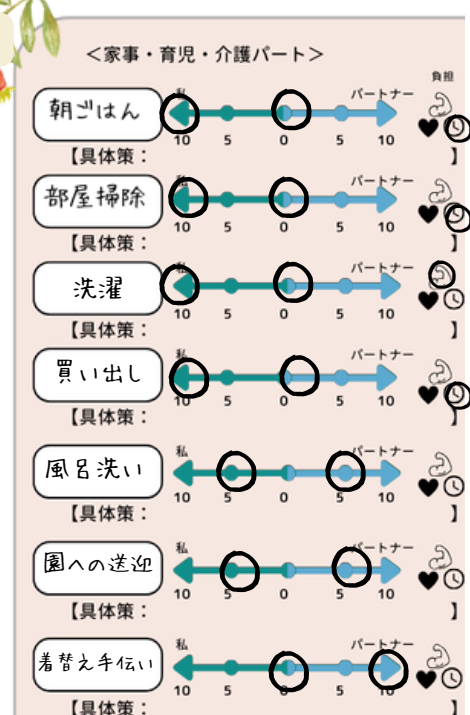 ＜家事・育児・介護パート＞
負担
朝ごはん 私 パートナー
10 5 0 5 10
【具体策： 】
部屋掃除 私 パートナー
10 5 0 5 10
【具体策： 】
洗濯 私 パートナー
10 5 0 5 10
【具体策： 】
買い出し 私 パートナー
10 5 0 5 10
【具体策： 】
風呂洗い 私 パートナー
10 5 0 5 10
【具体策： 】
園への送迎 私 パートナー
10 5 0 5 10
【具体策： 】
着替え手伝い 私 パートナー
10 5 0 5 10
【具体策： 】